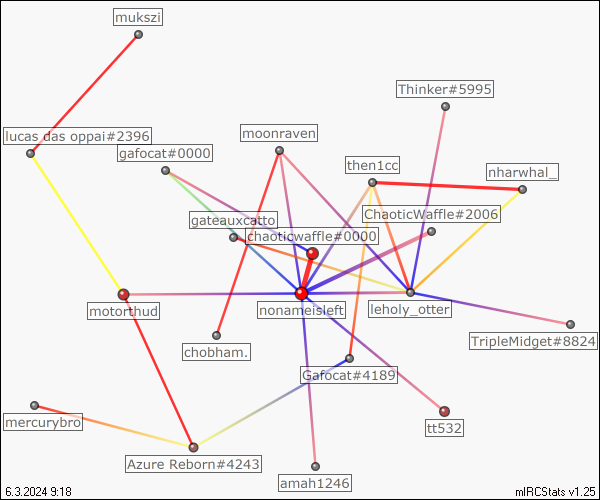 mukszi
Thinker#5995
lucas das oppai#2396
moonraven
gafocat#0000
then1cc
nharwhal_
gateauxcatto
ChaoticWaffle#2006
chaoticwaffle#0000
motorthud
nonameisleft
leholy_otter
TripleMidget#8824
chobham.
Gafocat#4189
mercurybro
tt532
Azure Reborn#4243
amah1246
6.3.2024 9:18
mIRCStats v1.25